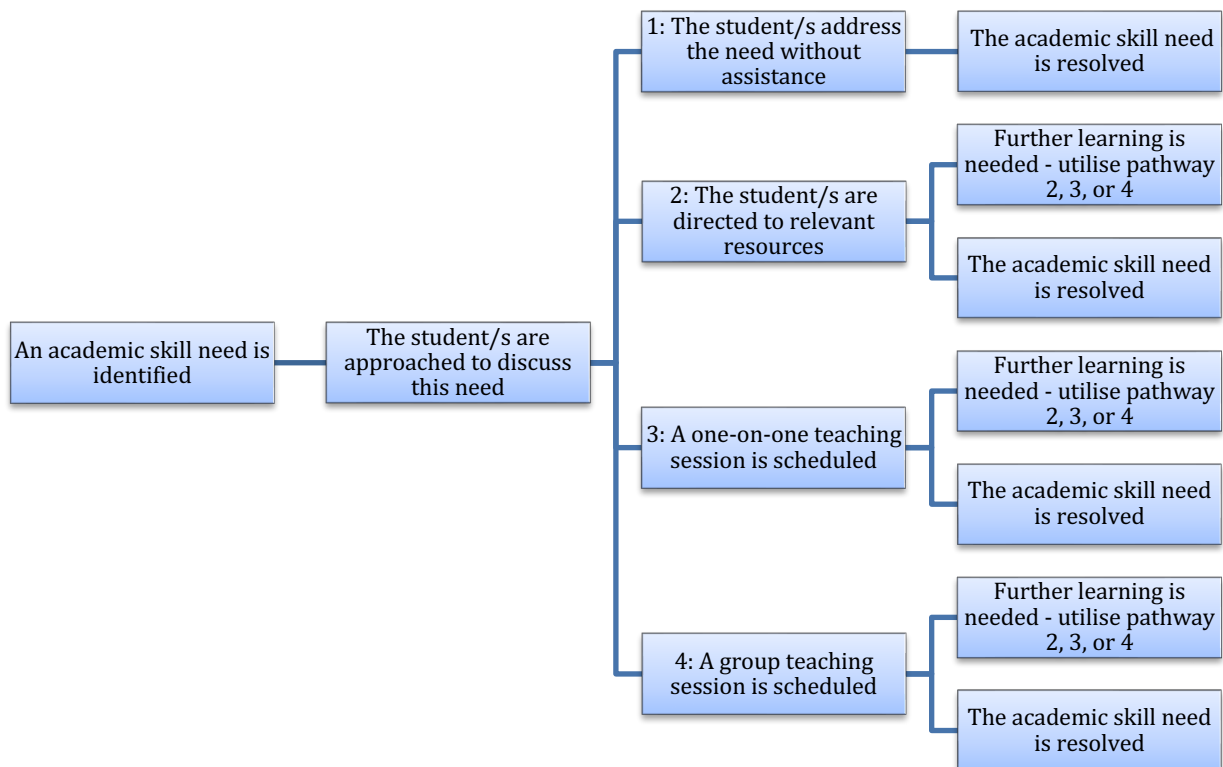 An academic skill need is
identified
The student/s are
approached to discuss
this need
1: The student/s address
the need without
assistance
The academic skill need
is resolved
2: The student/s are
directed to relevant
resources
Further learning is
needed - utilise pathway
2, 3, or 4
The academic skill need
is resolved
3: A one-on-one teaching
session is scheduled
Further learning is
needed - utilise pathway
2, 3, or 4
The academic skill need
is resolved
4: A group teaching
session is scheduled
Further learning is
needed - utilise pathway
2, 3, or 4
The academic skill need
is resolved